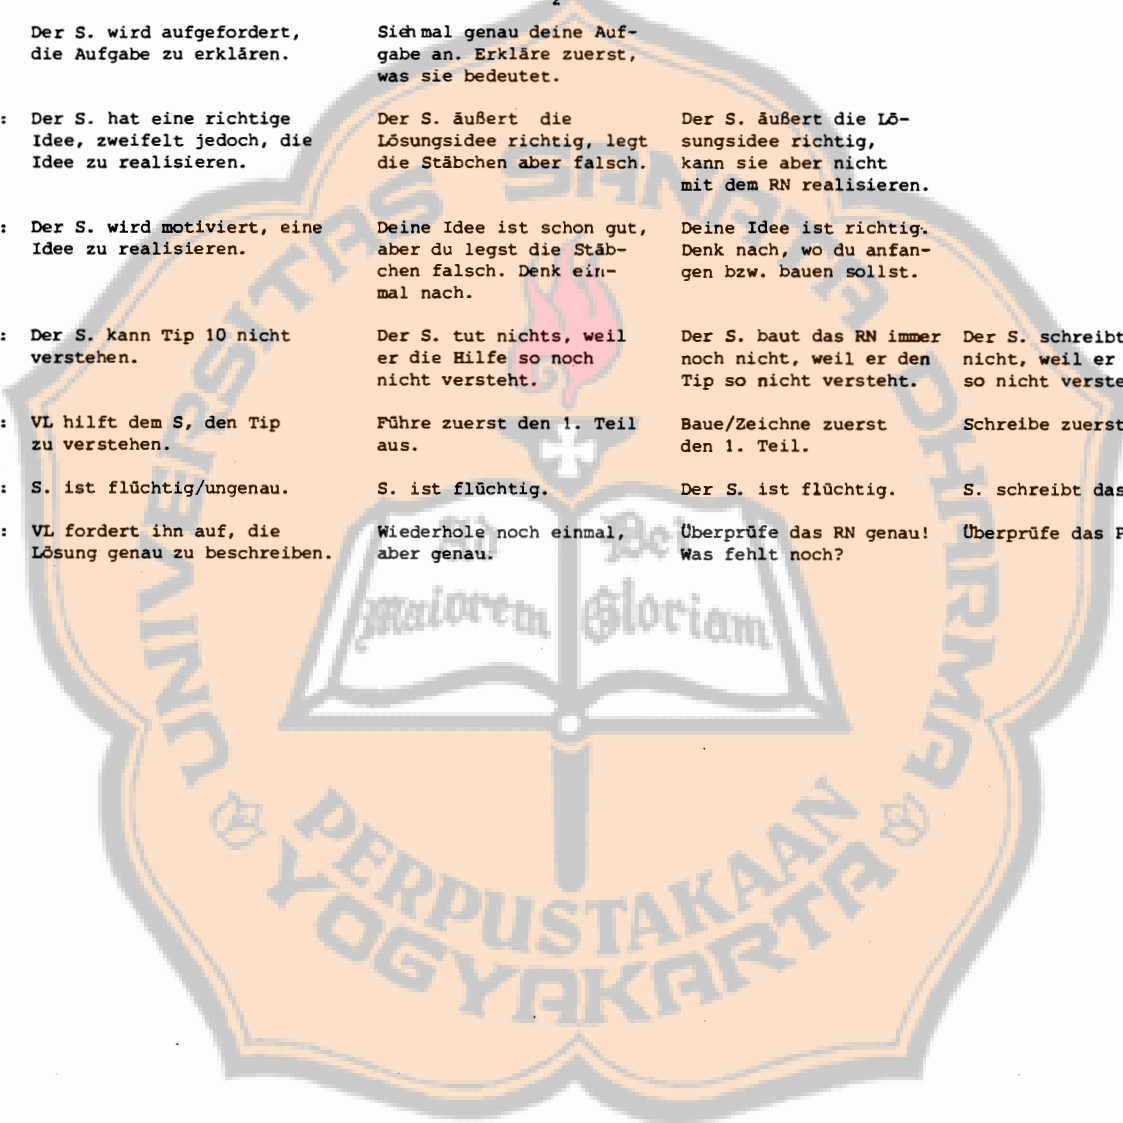 2
Der S. wird aufgefordert,
die Aufgabe zu erklären.
Sieh mal genau deine Auf-
gabe an. Erkläre zuerst,
was sie bedeutet.
: Der S. hat eine richtige
Idee, zweifelt jedoch, die
Idee zu realisieren.
Der S. äußert die
Lösungsidee richtig, legt
die Stäbchen aber falsch.
Der S. äußert die Lö-
sungsidee richtig,
kann sie aber nicht
mit dem RN realisieren.
: Der S. wird motiviert, eine
Idee zu realisieren.
Deine Idee ist schon gut,
aber du legst die Stäb-
chen falsch. Denk ein-
mal nach.
Deine Idee ist richtig.
Denk nach, wo du anfan-
gen bzw. bauen sollst.
: Der S. kann Tip 10 nicht
verstehen.
Der S. tut nichts, weil
er die Hilfe so noch
nicht versteht.
Der S. baut das RN immer
noch nicht, weil er den
Tip so nicht versteht.
Der S. schreibt
nicht, weil er
so nicht verste
: VL hilft dem S, den Tip
zu verstehen.
Führe zuerst den 1. Teil
aus.
Baue/Zeichne zuerst
den 1. Teil.
Schreibe zuerst
: S. ist flüchtig/ungenau.
S. ist flüchtig.
Der S. ist flüchtig.
S. schreibt das
: VL fordert ihn auf, die
Lösung genau zu beschreiben.
Wiederhole noch einmal,
aber genau.
Überprüfe das RN genau!
Was fehlt noch?
Überprüfe das P
UNIVERSITAS SANATA DHARMA
Ad
maiorem
Dei
Gloriam
PERPUSTAKAAN
YOGYAKARTA